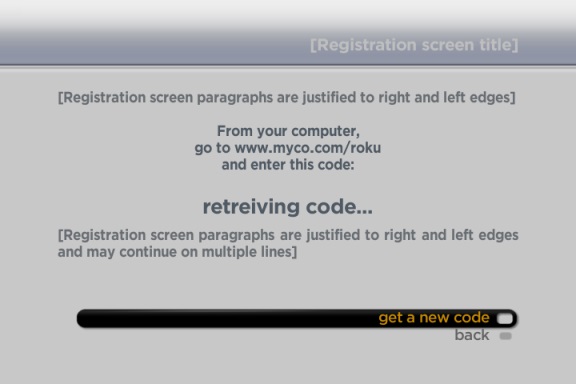 [Registration screen title]
[Registration screen paragraphs are justified to right and left edges]
From your computer,
go to www.myco.com/roku
and enter this code:
retreiving code...
[Registration screen paragraphs are justified to right and left edges
and may continue on multiple lines]
get a new code
back